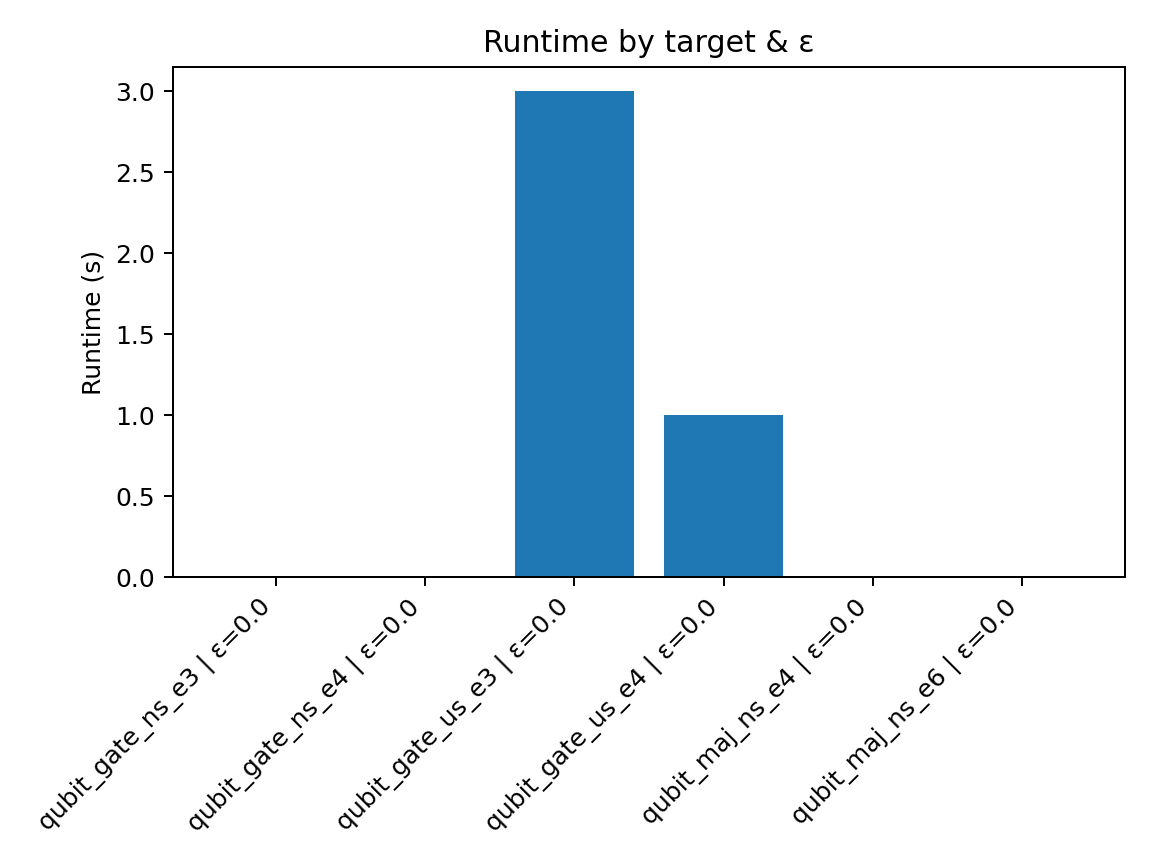 Runtime by target & ε
Runtime (s)
3.0
2.5
2.0
1.5
1.0
0.5
0.0
qubit_gate_ns_e3 | ε=0.0
qubit_gate_ns_e4 | ε=0.0
qubit_gate_us_e3 | ε=0.0
qubit_gate_us_e4 | ε=0.0
qubit_maj_ns_e4 | ε=0.0
qubit_maj_ns_e6 | ε=0.0